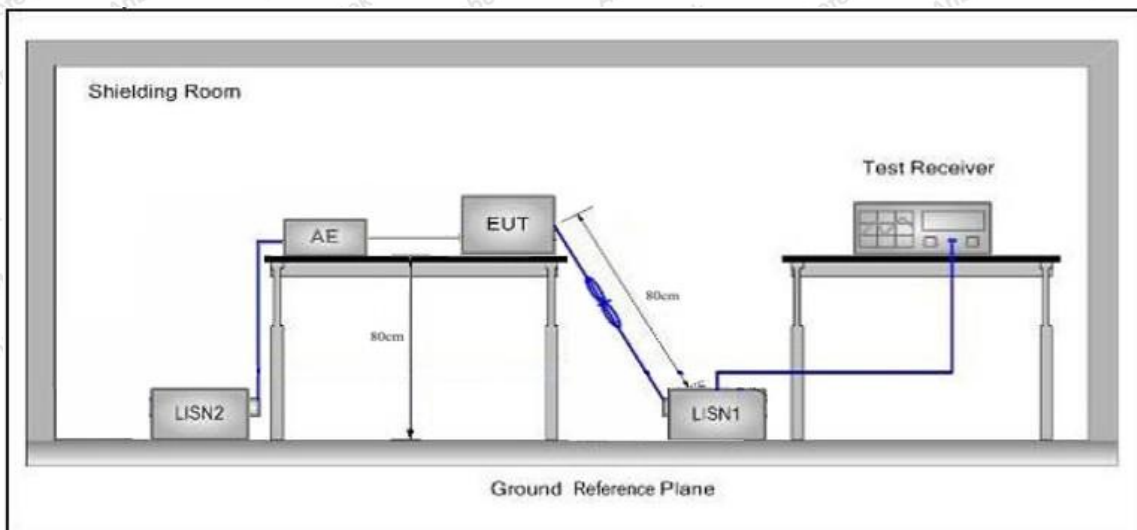 Shielding Room
Test Receiver
EUT
AE
80cm
80cm
LISN2
LISN1
Ground Reference Plane